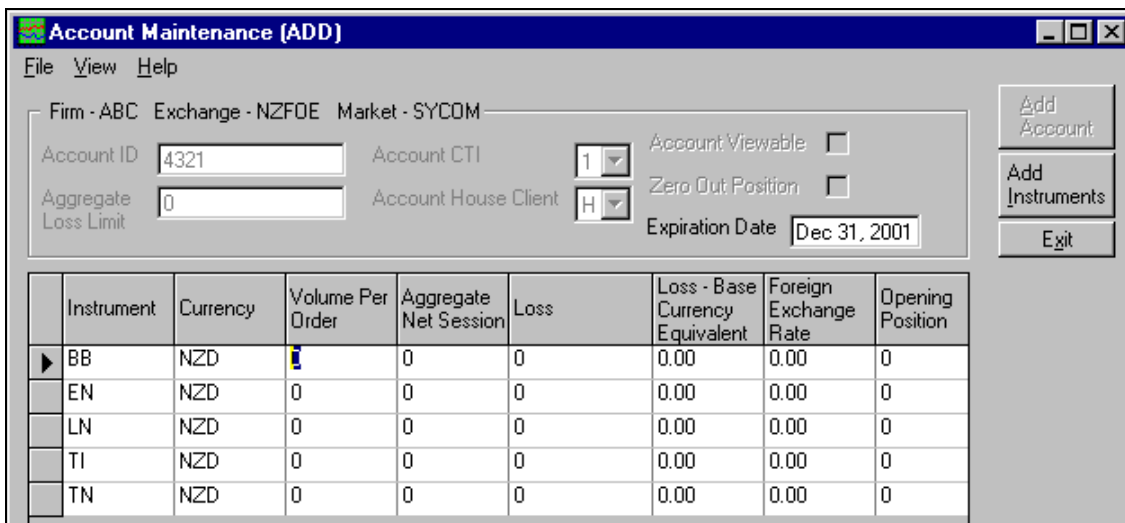 Account Maintenance (ADD)
File View Help
Firm - ABC Exchange - NZFOE Market - SYCOM
Account ID 4321 Account CTI 1 Account Viewable
Aggregate Loss Limit 0 Account House Client H Zero Out Position
Expiration Date Dec 31, 2001
Add Account
Add Instruments
Exit
Instrument Currency Volume Per Order Aggregate Net Session Loss Loss - Base Currency Equivalent Foreign Exchange Rate Opening Position
BB NZD 0 0 0.00 0.00 0
EN NZD 0 0 0 0.00 0.00 0
LN NZD 0 0 0 0.00 0.00 0
TI NZD 0 0 0 0.00 0.00 0
TN NZD 0 0 0 0.00 0.00 0